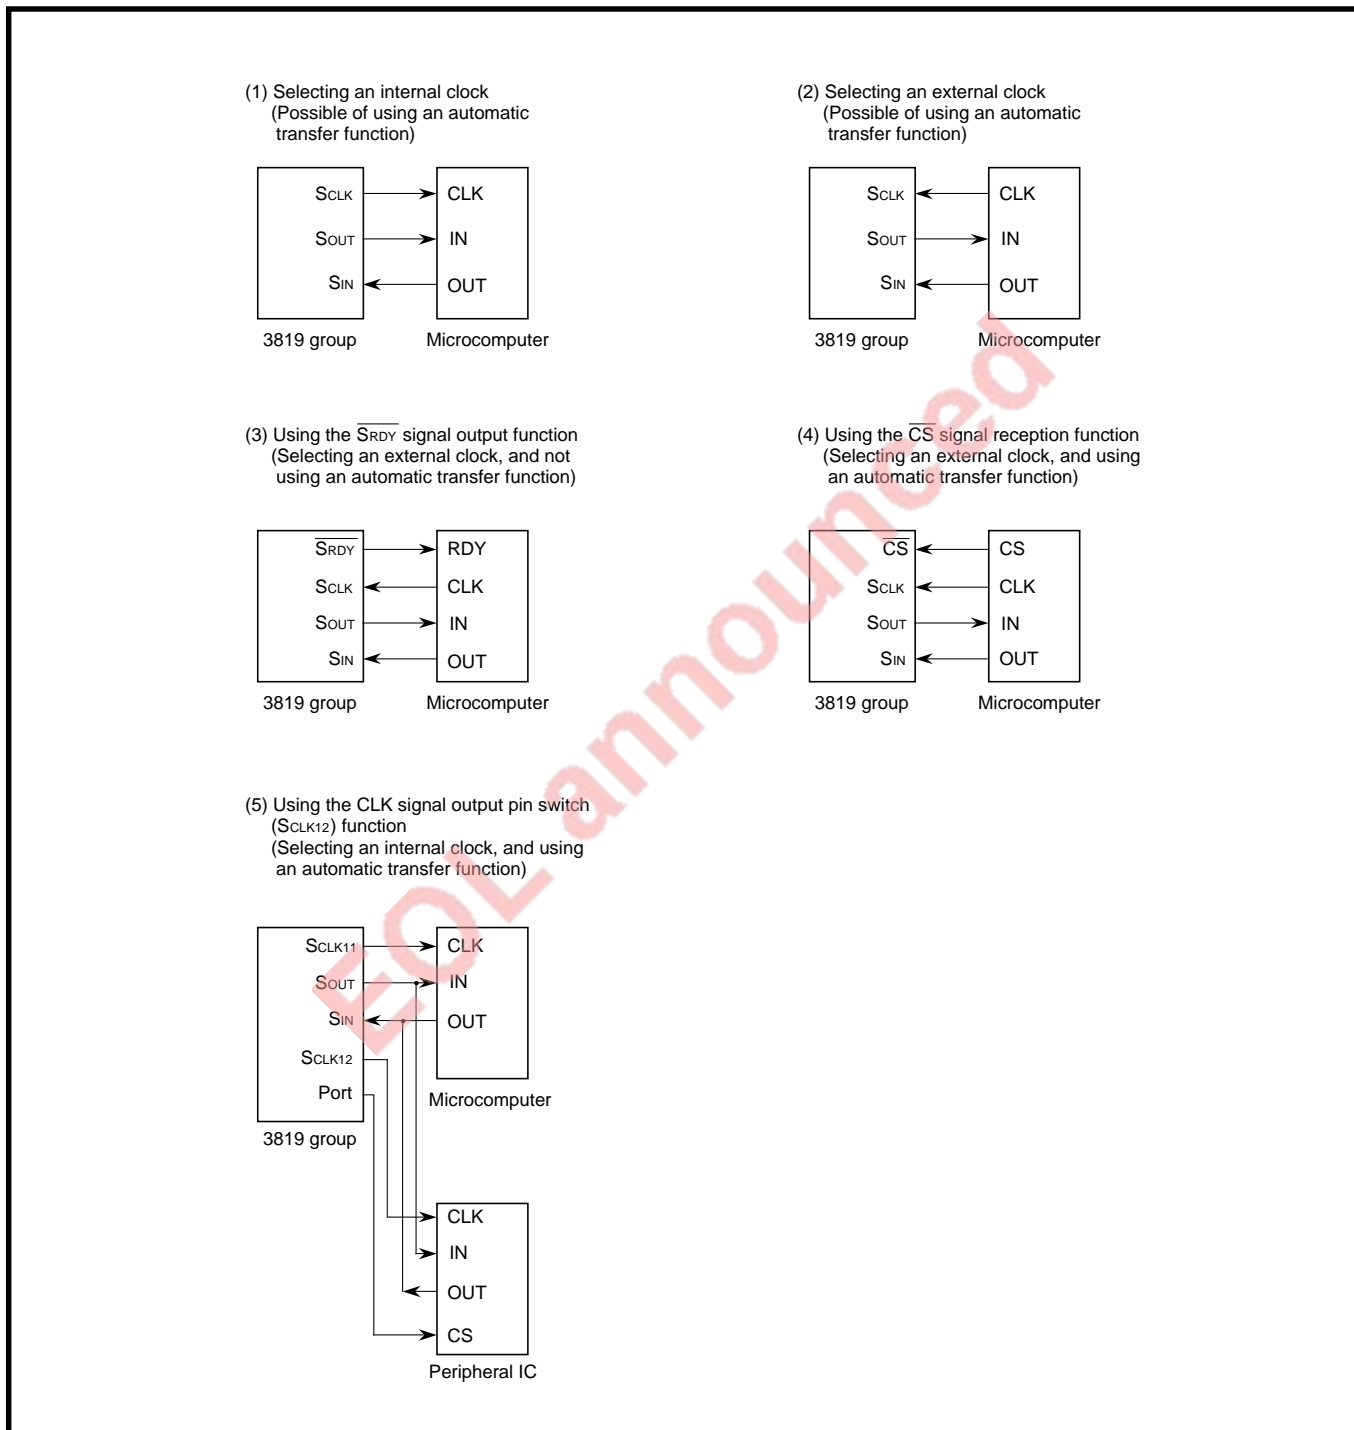 (1) Selecting an internal clock
(Possible of using an automatic
transfer function)
SCLK CLK
SOUT IN
SIN OUT
3819 group Microcomputer
(2) Selecting an external clock
(Possible of using an automatic
transfer function)
SCLK CLK
SOUT IN
SIN OUT
3819 group Microcomputer
(3) Using the SRDY signal output function
(Selecting an external clock, and not
using an automatic transfer function)
SRDY RDY
SCLK CLK
SOUT IN
SIN OUT
3819 group Microcomputer
(4) Using the CS signal reception function
(Selecting an external clock, and using
an automatic transfer function)
CS CS
SCLK CLK
SOUT IN
SIN OUT
3819 group Microcomputer
(5) Using the CLK signal output pin switch
(SCLK12) function
(Selecting an internal clock, and using
an automatic transfer function)
SCLK11 CLK
SOUT IN
SIN OUT
SCLK12
Port
Microcomputer
3819 group
CLK
IN
OUT
CS
Peripheral IC
EOL announced